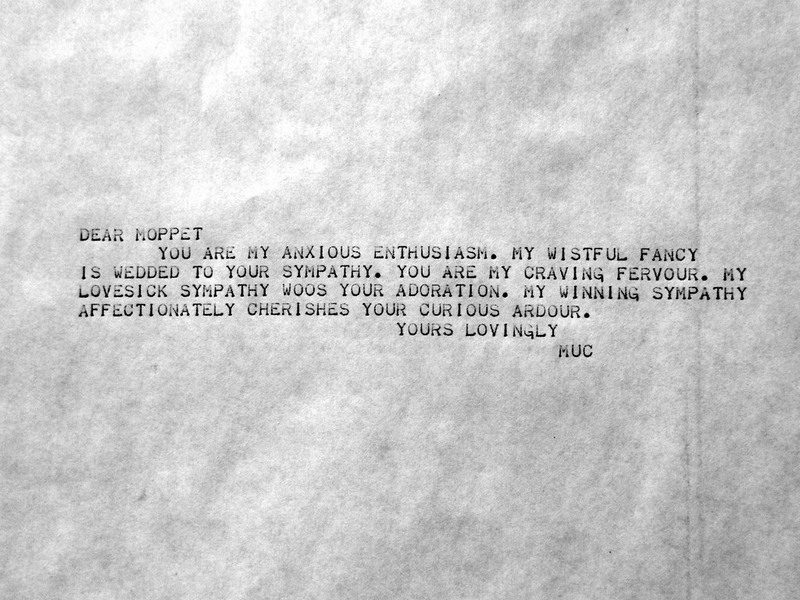 DEAR MOPPET
YOU ARE MY ANXIOUS ENTHUSIASM. MY WISTFUL FANCY
IS WEDDED TO YOUR SYMPATHY. YOU ARE MY CRAVING FERVOUR. MY
LOVESICK SYMPATHY WOOS YOUR ADORATION. MY WINNING SYMPATHY
AFFECTIONATELY CHERISHES YOUR CURIOUS ARDOUR.
YOURS LOVINGLY
MUC